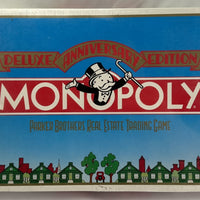 DELUXE ANNIVERSARY EDITION
MONOPOLY
PARKER BROTHERS REAL ESTATE TRADING GAME